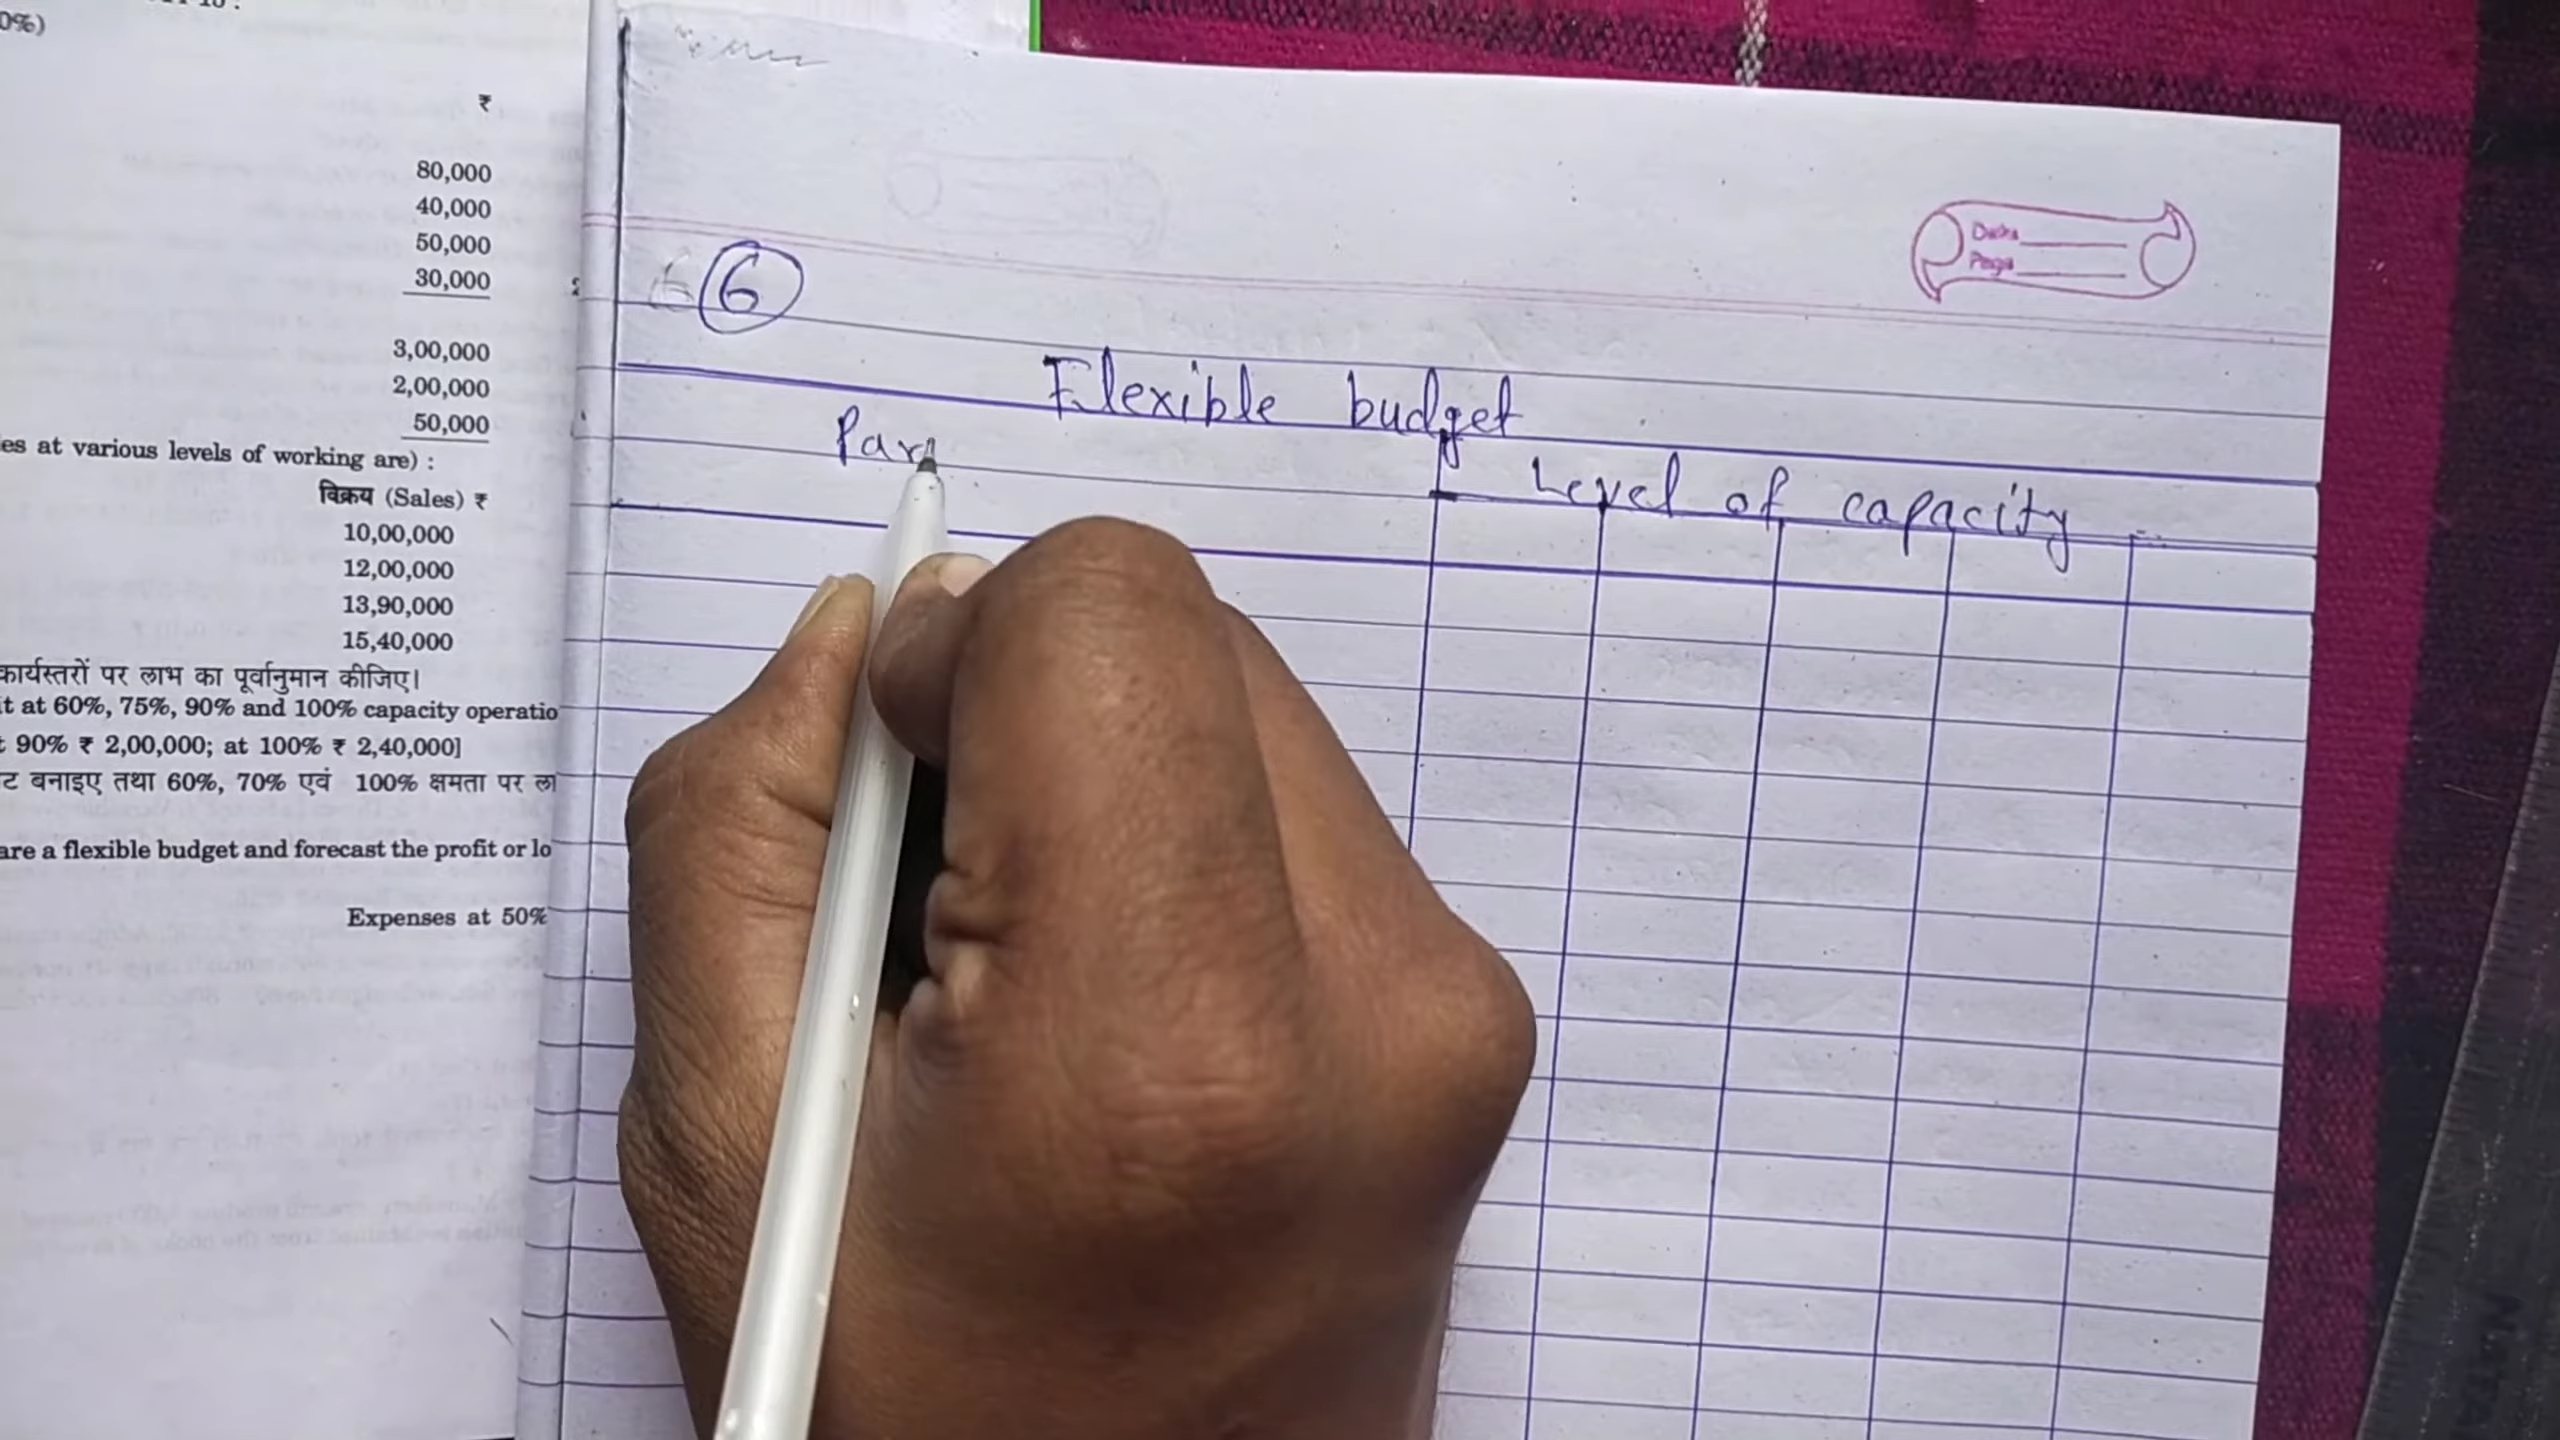 0%)
₹
80,000
40,000
50,000
30,000
3,00,000
2,00,000
50,000
es at various levels of working are) :
विक्रय (Sales) ₹
10,00,000
12,00,000
13,90,000
15,40,000
कार्यस्तरों पर लाभ का पूर्वानुमान कीजिए।
t at 60%, 75%, 90% and 100% capacity operatio
90% ₹ 2,00,000; at 100% ₹ 2,40,000]
बनाइए तथा 60%, 70% एवं 100% क्षमता पर
are a flexible budget and forecast the profit or lo
Expenses at 50%
6
Date
Page
Flexible budget
Par
Level of capacity